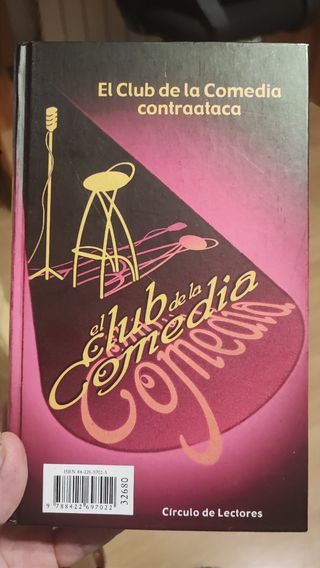 El Club de la Comedia
contraataca
el
club de la
Comedia
ISBN 84-226-9702-5
9 788422 697022
32680
Círculo de Lectores